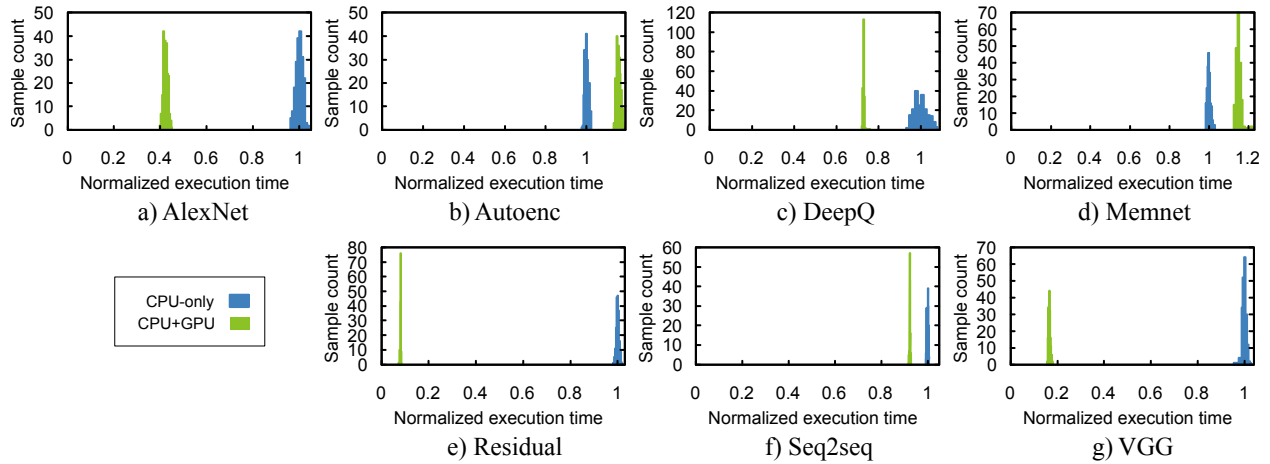 Sample count
50
40
30
20
10
0
0 0.2 0.4 0.6 0.8 1
Normalized execution time
a) AlexNet
Sample count
50
40
30
20
10
0
0 0.2 0.4 0.6 0.8 1
Normalized execution time
b) Autoenc
Sample count
120
100
80
60
40
20
0
0 0.2 0.4 0.6 0.8 1
Normalized execution time
c) DeepQ
Sample count
70
60
50
40
30
20
10
0
0 0.2 0.4 0.6 0.8 1 1.2
Normalized execution time
d) Memnet
CPU-only
CPU+GPU
Sample count
80
70
60
50
40
30
20
10
0
0 0.2 0.4 0.6 0.8 1
Normalized execution time
e) Residual
Sample count
60
50
40
30
20
10
0
0 0.2 0.4 0.6 0.8 1
Normalized execution time
f) Seq2seq
Sample count
70
60
50
40
30
20
10
0
0 0.2 0.4 0.6 0.8 1
Normalized execution time
g) VGG